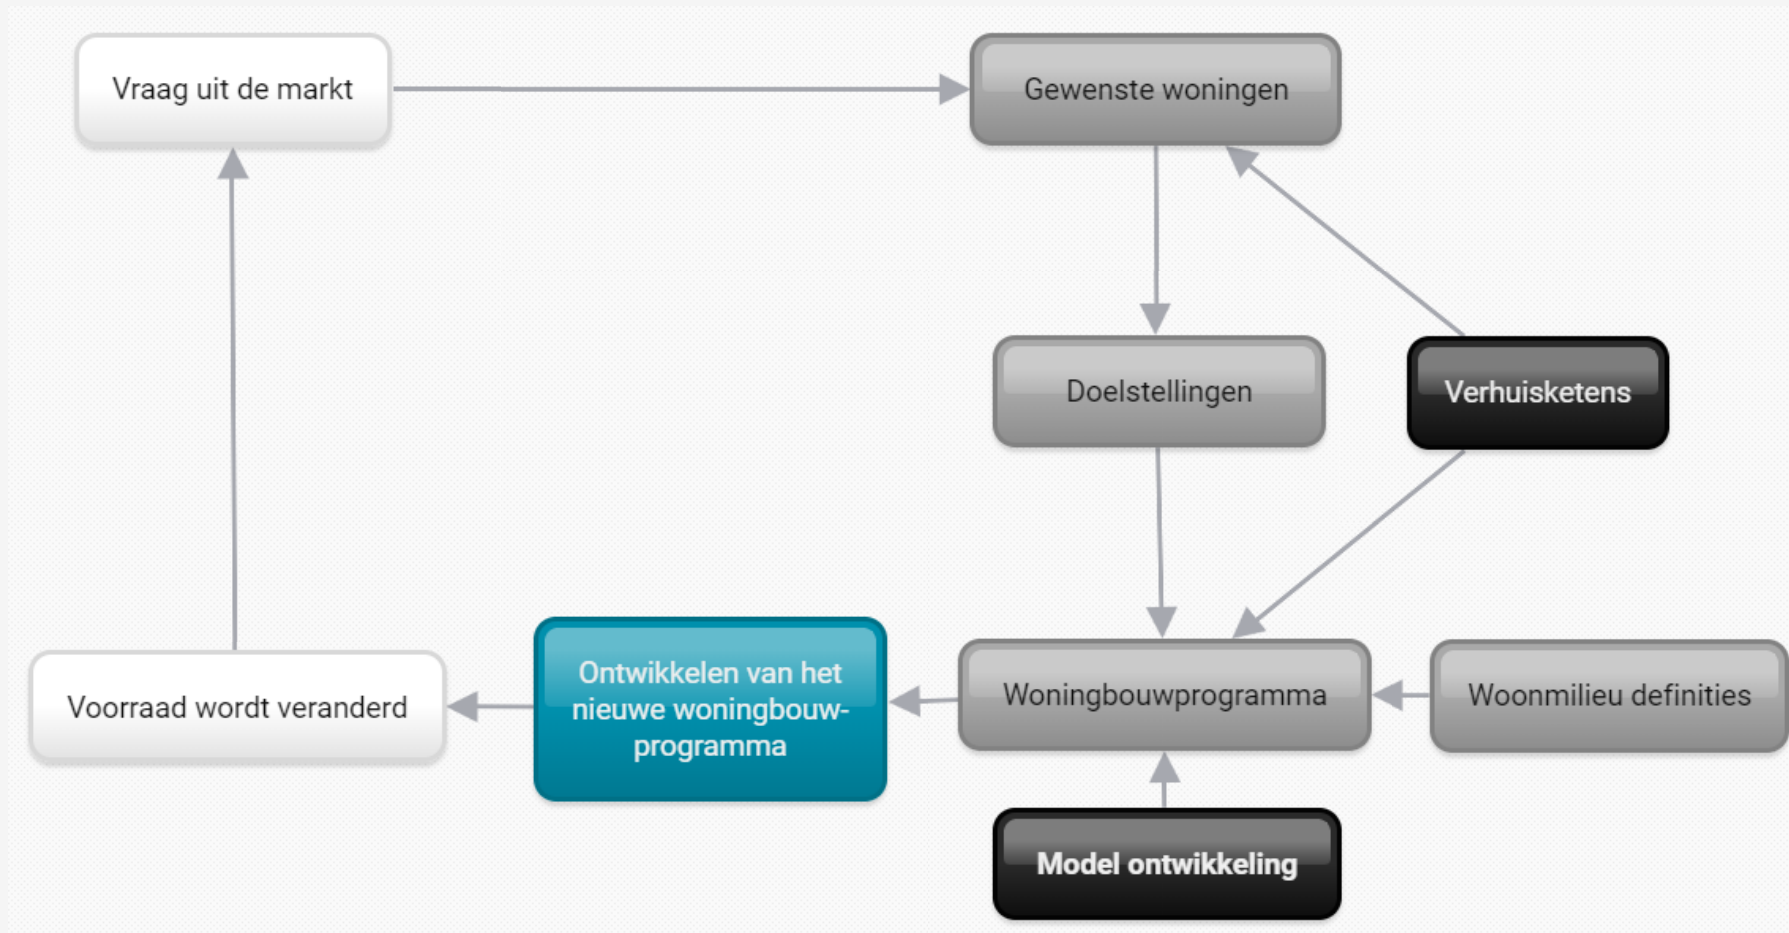 Vraag uit de markt
Gewenste woningen
Doelstellingen
Verhuisketens
Voorraad wordt veranderd
Ontwikkelen van het
nieuwe woningbouw-
programma
Woningbouwprogramma
Woonmilieu definities
Model ontwikkeling